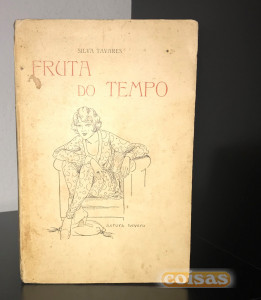 SILVA TAVARES
FRUTA
DO TEMPO
coisas